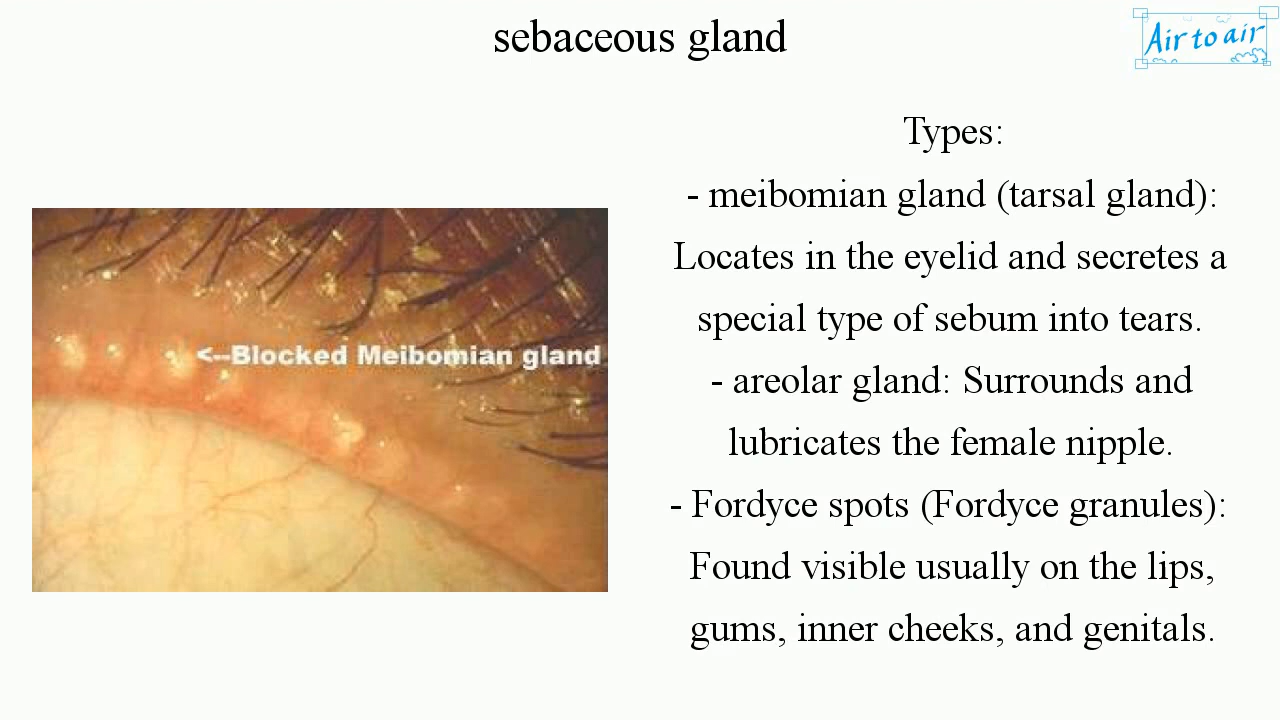 sebaceous gland
Air to air
Types:
- meibomian gland (tarsal gland):
Locates in the eyelid and secretes a
special type of sebum into tears.
- areolar gland: Surrounds and
lubricates the female nipple.
- Fordyce spots (Fordyce granules):
Found visible usually on the lips,
gums, inner cheeks, and genitals.
<--Blocked Meibomian gland